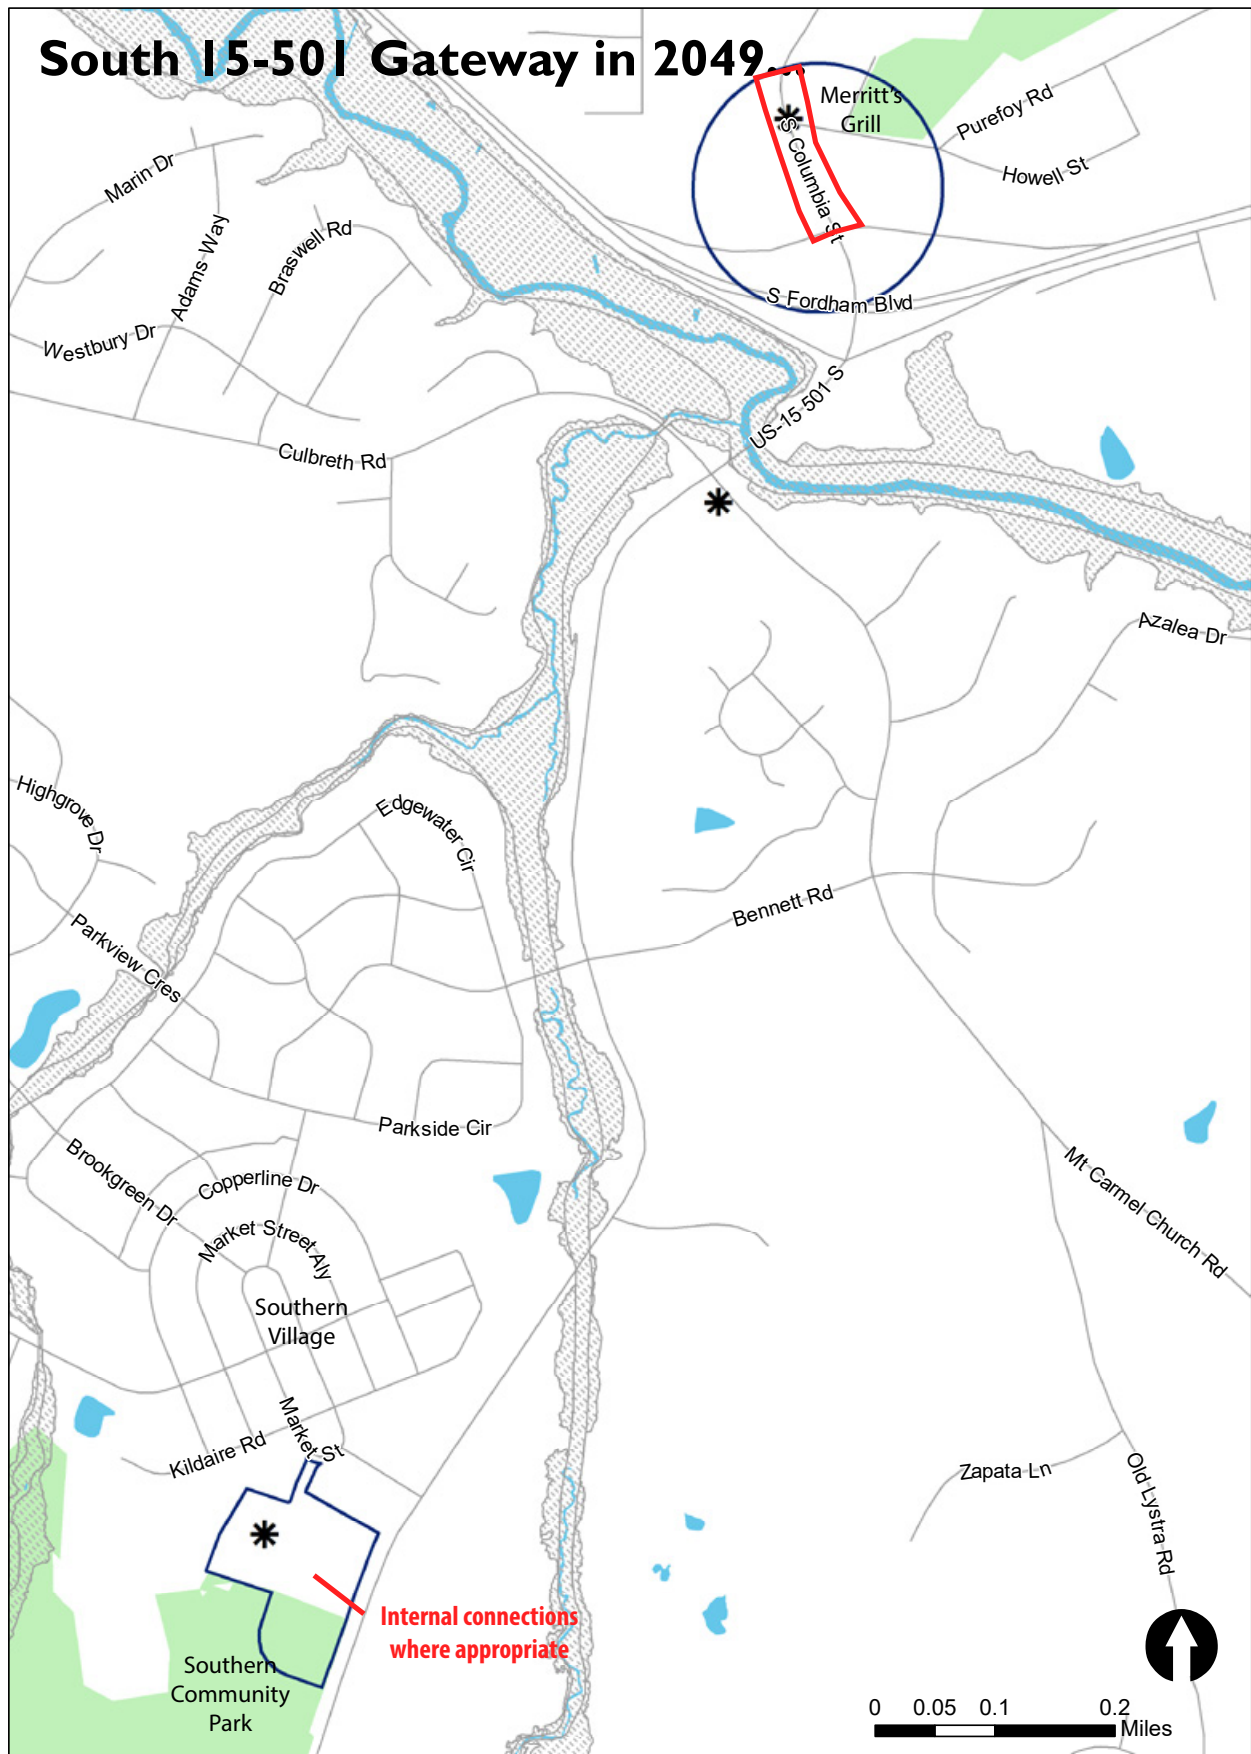 South 15-501 Gateway in 2049...
Merritt's
Grill
Purefoy Rd
Howell St
S Columbia St
S Fordham Blvd
US-15-501 S
Marin Dr
Adams Way
Braswell Rd
Westbury Dr
Culbreth Rd
Azalea Dr
Highgrove Dr
Edgewater Cir
Bennett Rd
Parkview Cres
Parkside Cir
Mt Carmel Church Rd
Brookgreen Dr
Copperline Dr
Market Street Aly
Southern
Village
Market St
Kildaire Rd
Zapata Ln
Old Lystra Rd
Internal connections
where appropriate
Southern
Community
Park
0 0.05 0.1 0.2
Miles